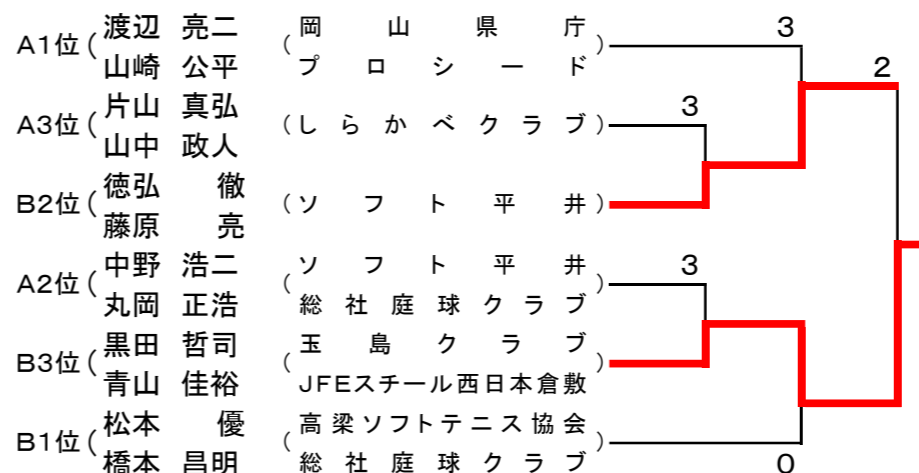 渡辺 亮二 岡山県庁 3
A1位 ( ( )
山崎 公平 プロシード 2
片山 真弘
A3位 ( (しらかべクラブ) 3
山中 政人
徳弘 徹
B2位 ( (ソフト平井)
藤原 亮
中野 浩二 ソフト平井 3
A2位 ( ( )
丸岡 正浩 総社庭球クラブ
黒田 哲司 玉島クラブ
B3位 ( ( )
青山 佳裕 JFEスチール西日本倉敷
松本 優 高梁ソフトテニス協会
B1位 ( ( )
橋本 昌明 総社庭球クラブ 0